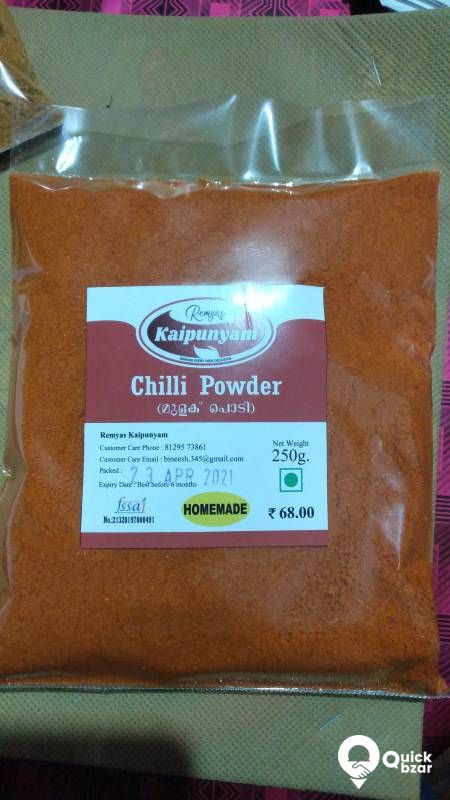 Remyas
Kaipunyam
Chilli Powder
(മുളക് പൊടി)
Remyas Kaipunyam
Customer Care Phone : 81295 73861
Customer Care Email : bineesh.345@gmail.com
Packed : 23 APR 2021
Expiry Date : Best before 6 months
Net Weight
250g.
fssai
No.:21320197000491
HOMEMADE
₹ 68.00
Quick
bzar